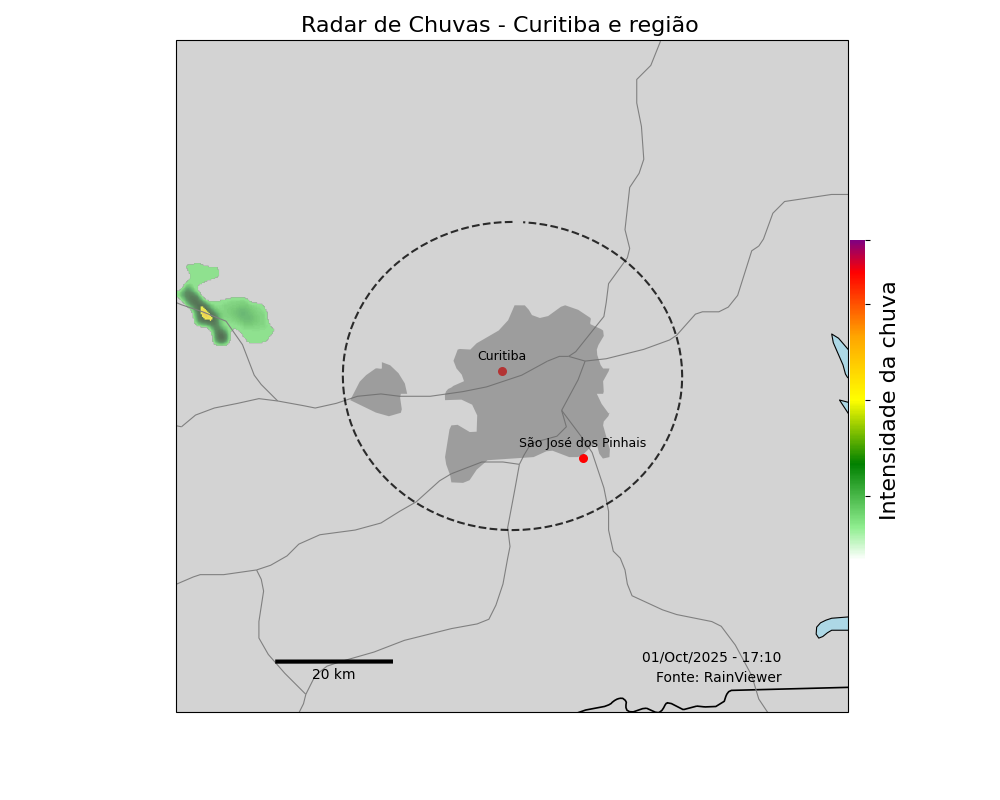 Radar de Chuvas - Curitiba e região
Curitiba
São José dos Pinhais
Intensidade da chuva
20 km
01/Oct/2025 - 17:10
Fonte: RainViewer